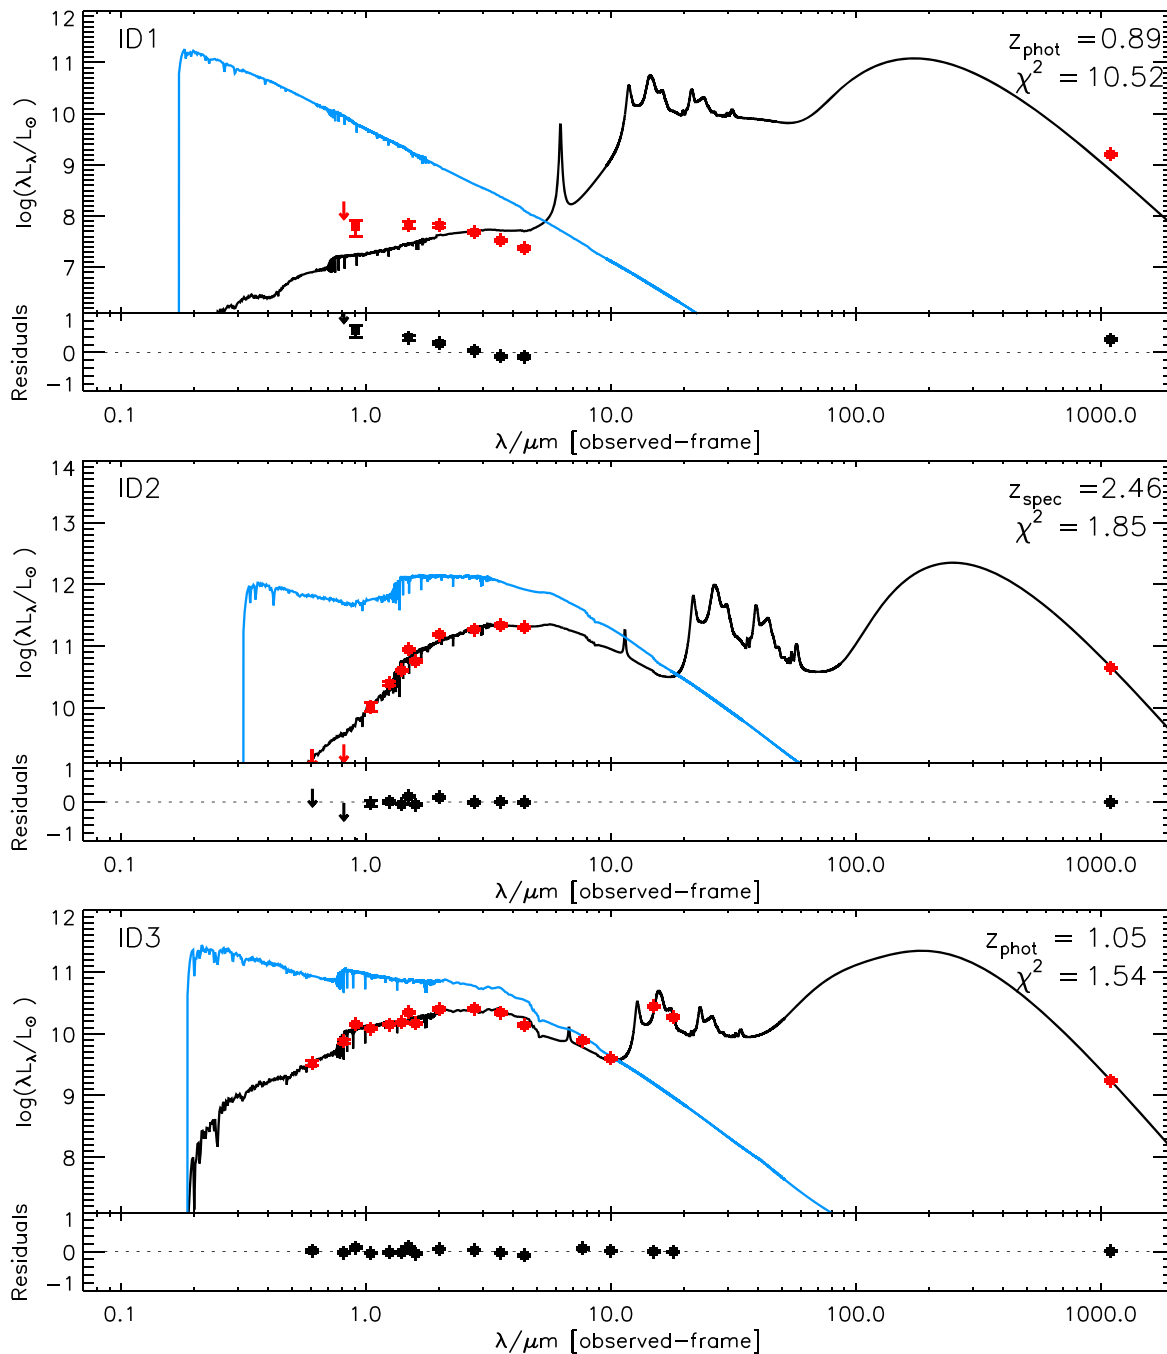 12
11
10
9
8
7
log(λL_λ/L_⊙ )
ID1
z_phot =0.89
χ² = 10.52
1
0
−1
Residuals
0.1 1.0 10.0 100.0 1000.0
λ/μm [observed−frame]
14
13
12
11
10
log(λL_λ/L_⊙ )
ID2
z_spec =2.46
χ² = 1.85
1
0
−1
Residuals
0.1 1.0 10.0 100.0 1000.0
λ/μm [observed−frame]
12
11
10
9
8
log(λL_λ/L_⊙ )
ID3
z_phot = 1.05
χ² = 1.54
1
0
−1
Residuals
0.1 1.0 10.0 100.0 1000.0
λ/μm [observed−frame]